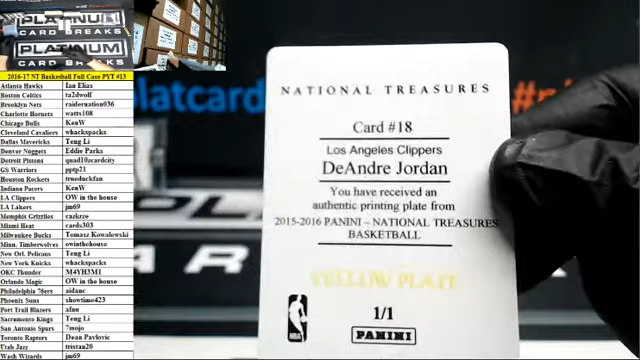 PLATINUM
CARD BREAKS
PLATINUM
CARD BREAKS
2016-17 NT Basketball Full Case PYT #13
Atlanta Hawks Ian Elias
Boston Celtics ta2dwolf
Brooklyn Nets raidernation036
Charlotte Hornets watts108
Chicago Bulls KenW
Cleveland Cavaliers whackspacks
Dallas Mavericks Teng Li
Denver Nuggets Eddie Parks
Detroit Pistons quad10zcardcity
GS Warriors pptp21
Houston Rockets trueduckfan
Indiana Pacers KenW
LA Clippers OW in the house
LA Lakers jm69
Memphis Grizzlies cazkree
Miami Heat cards303
Milwaukee Bucks Tomasz Kowalewski
Minn. Timberwolves owinthehouse
New Orl. Pelicans Teng Li
New York Knicks whackspacks
OKC Thunder M4YH3M1
Orlando Magic OW in the house
Philadelphia 76ers aidanc
Phoenix Suns showtime423
Port Trail Blazers afnu
Sacramento Kings Teng Li
San Antonio Spurs 7mojo
Toronto Raptors Dean Pavlovic
Utah Jazz tristan20
Wash Wizards jm69
latcard
NATIONAL TREASURES
Card #18
Los Angeles Clippers
DeAndre Jordan
You have received an
authentic printing plate from
2015-2016 PANINI – NATIONAL TREASURES
BASKETBALL
YELLOW PLATE
1/1
NBA
PANINI